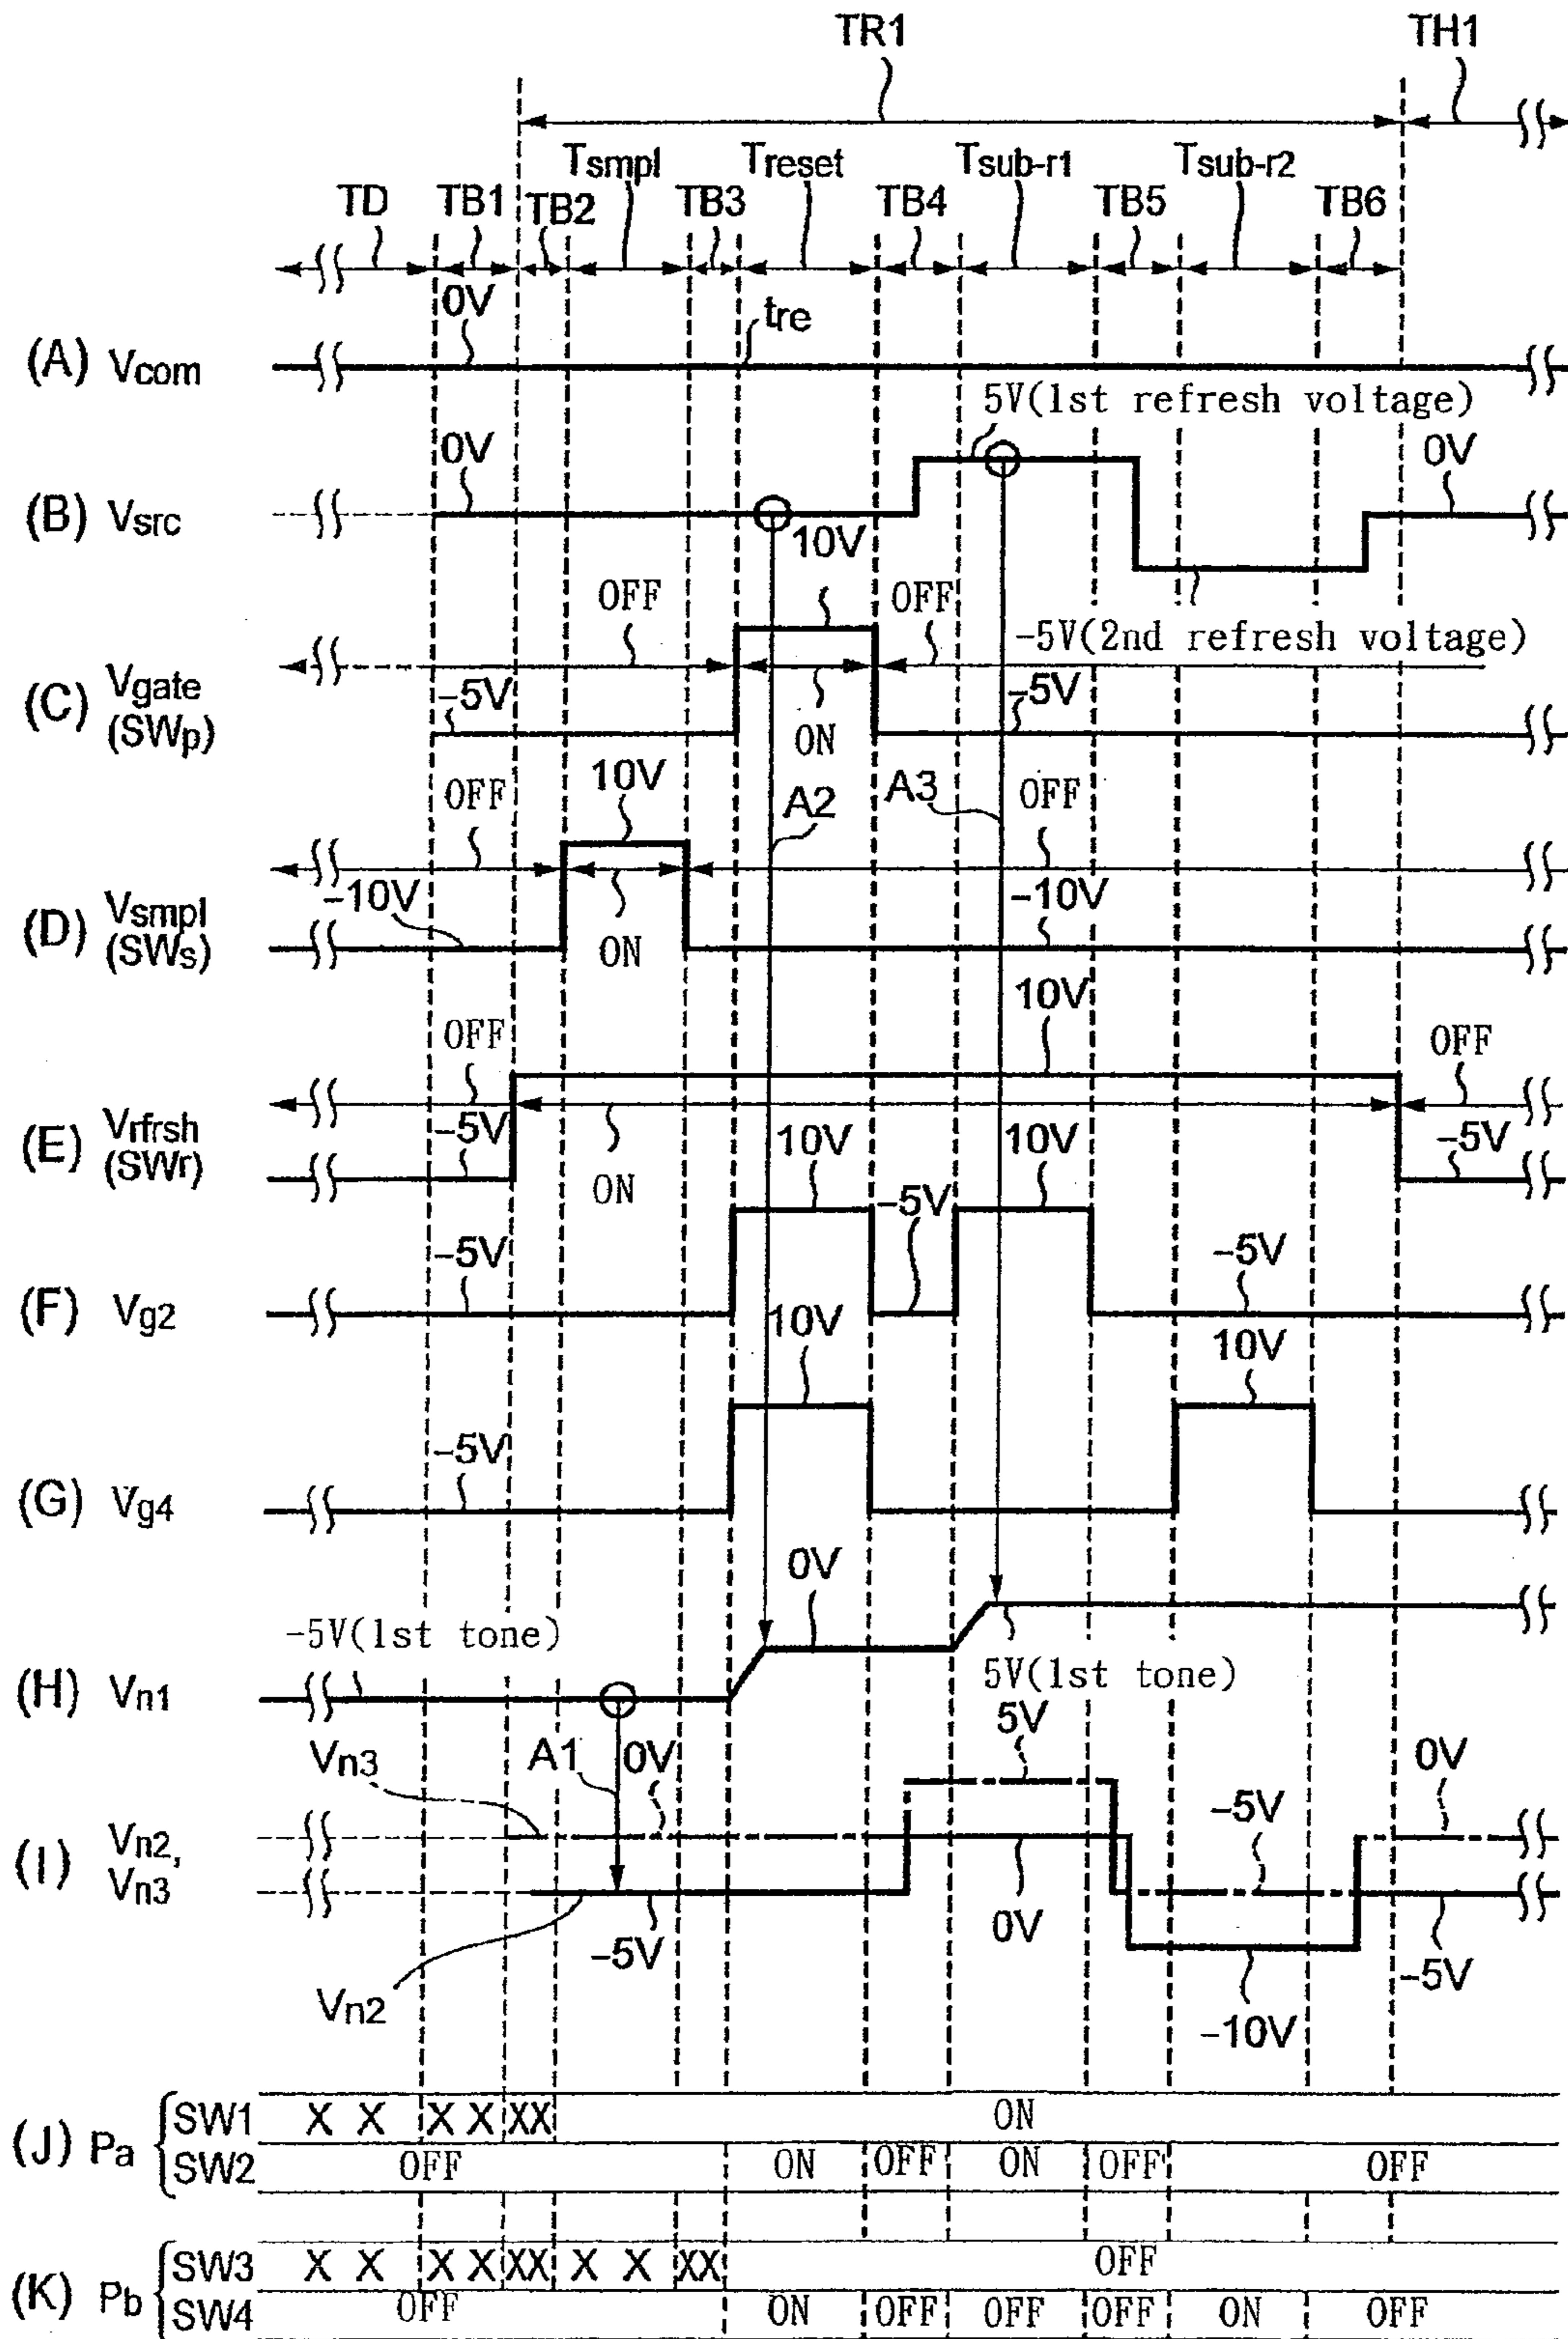 TR1 TH1
Tsmpl Treset Tsub-r1 Tsub-r2
TD TB1 TB2 TB3 TB4 TB5 TB6
0V tre
(A) Vcom
5V(1st refresh voltage)
0V 0V
(B) Vsrc
10V
OFF OFF
-5V(2nd refresh voltage)
(C) Vgate
(SWp)
-5V ON -5V
OFF 10V A2 A3 OFF
-10V -10V
(D) Vsmpl
(SWs)
ON
10V
OFF OFF
(E) Vrfrsh
(SWr)
-5V ON 10V 10V -5V
-5V -5V -5V
(F) Vg2
10V 10V
-5V
(G) Vg4
0V
-5V(1st tone)
(H) Vn1
5V(1st tone)
5V
Vn3 A1 0V 0V
-5V
(I) Vn2,
Vn3
-5V 0V -5V
Vn2 -10V
(J) Pa SW1 X X X X XX ON
SW2 OFF ON OFF ON OFF OFF
(K) Pb SW3 X X X X XX X X XX OFF
SW4 OFF ON OFF OFF OFF ON OFF